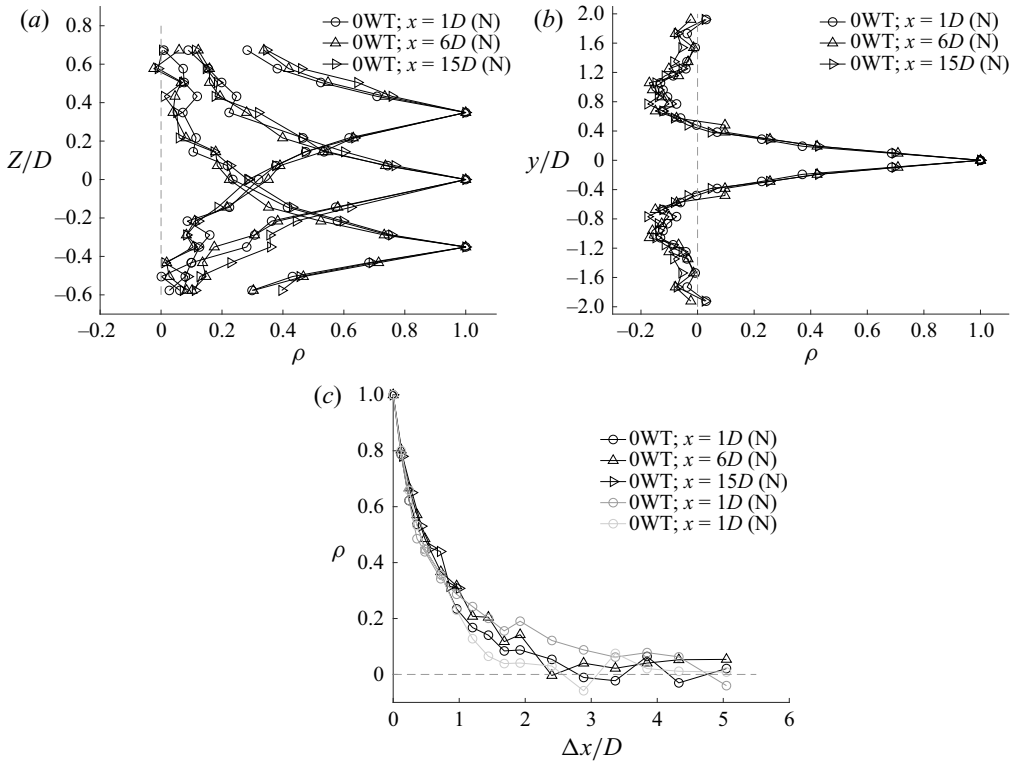 (a)
0WT; x = 1D (N)
0WT; x = 6D (N)
0WT; x = 15D (N)
0.8
0.6
0.4
0.2
0
–0.2
–0.4
–0.6
Z/D
–0.2 0 0.2 0.4 0.6 0.8 1.0
ρ
(b)
0WT; x = 1D (N)
0WT; x = 6D (N)
0WT; x = 15D (N)
2.0
1.6
1.2
0.8
0.4
0
–0.4
–0.8
–1.2
–1.6
–2.0
y/D
–0.2 0 0.2 0.4 0.6 0.8 1.0
ρ
(c)
0WT; x = 1D (N)
0WT; x = 6D (N)
0WT; x = 15D (N)
0WT; x = 1D (N)
0WT; x = 1D (N)
1.0
0.8
0.6
0.4
0.2
0
ρ
0 1 2 3 4 5 6
Δx/D